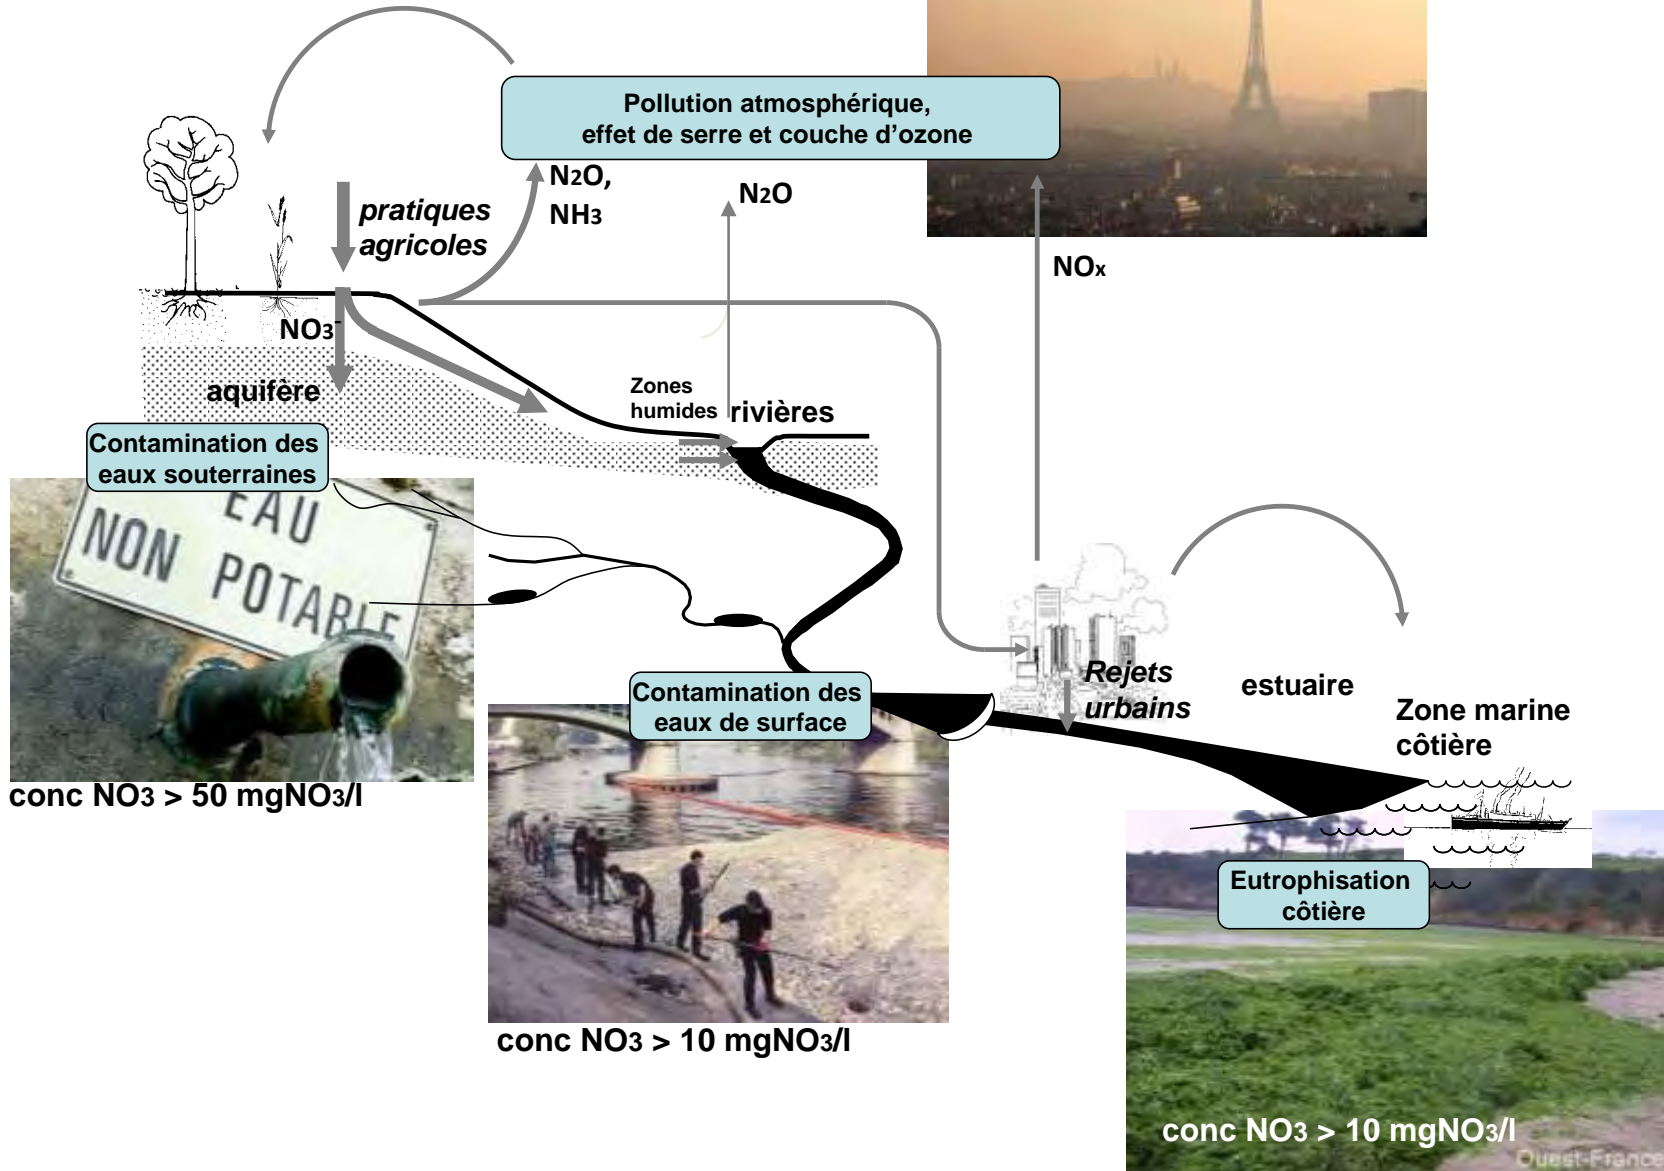 Pollution atmosphérique,
effet de serre et couche d’ozone
N2O,
NH3
N2O
pratiques
agricoles
NOx
NO3-
aquifère
Zones
humides
rivières
Contamination des
eaux souterraines
EAU
NON POTABLE
conc NO3 > 50 mgNO3/l
Rejets
urbains
estuaire
Zone marine
côtière
Contamination des
eaux de surface
conc NO3 > 10 mgNO3/l
Eutrophisation
côtière
conc NO3 > 10 mgNO3/l
Ouest-France